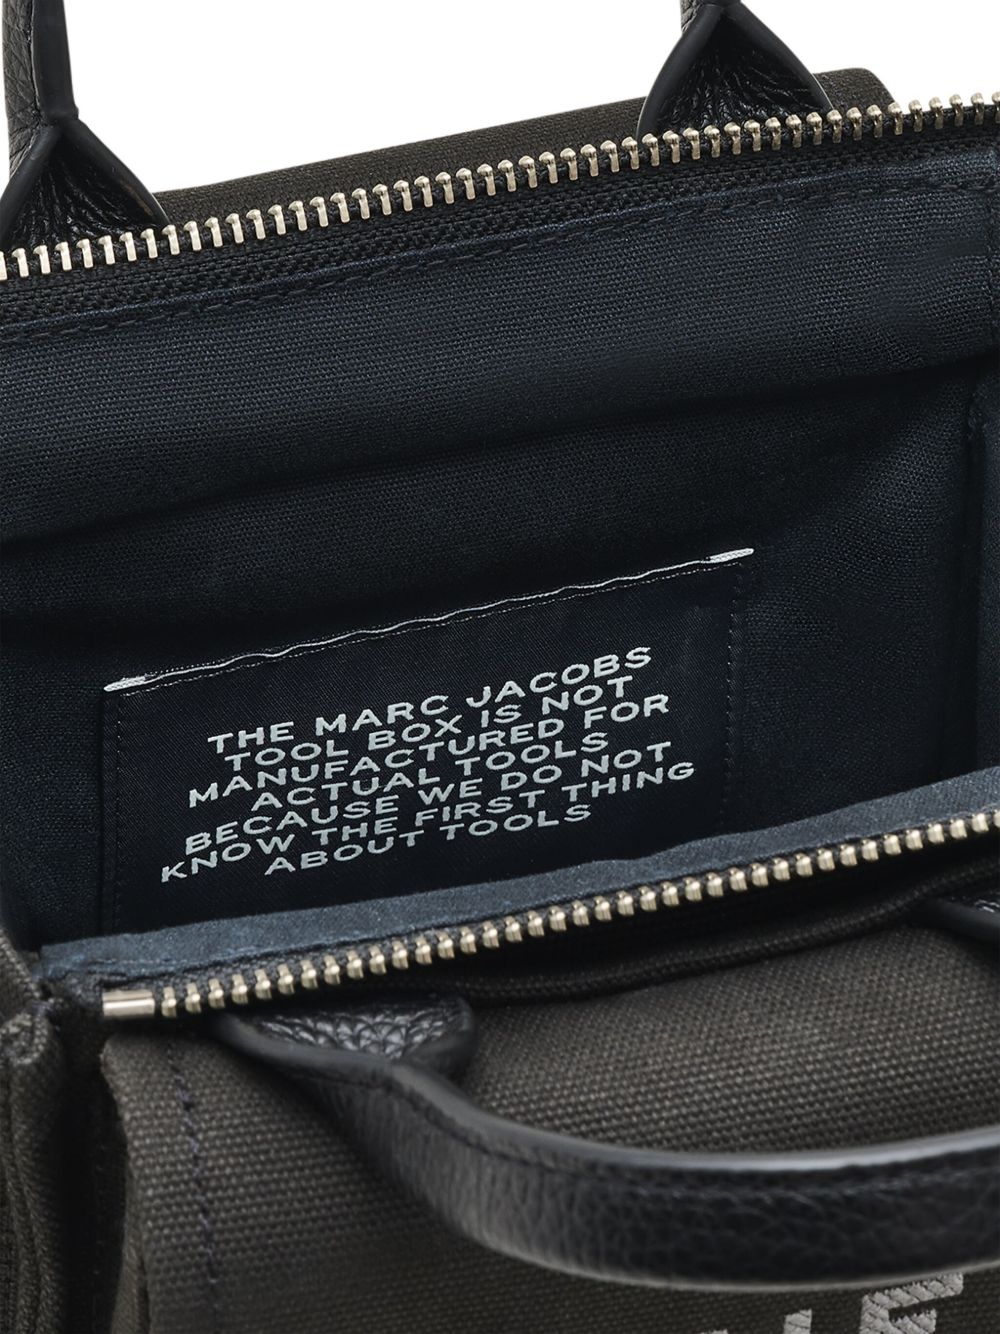 THE MARC JACOBS
TOOL BOX IS NOT
MANUFACTURED FOR
ACTUAL TOOLS
BECAUSE WE DO NOT
KNOW THE FIRST THING
ABOUT TOOLS